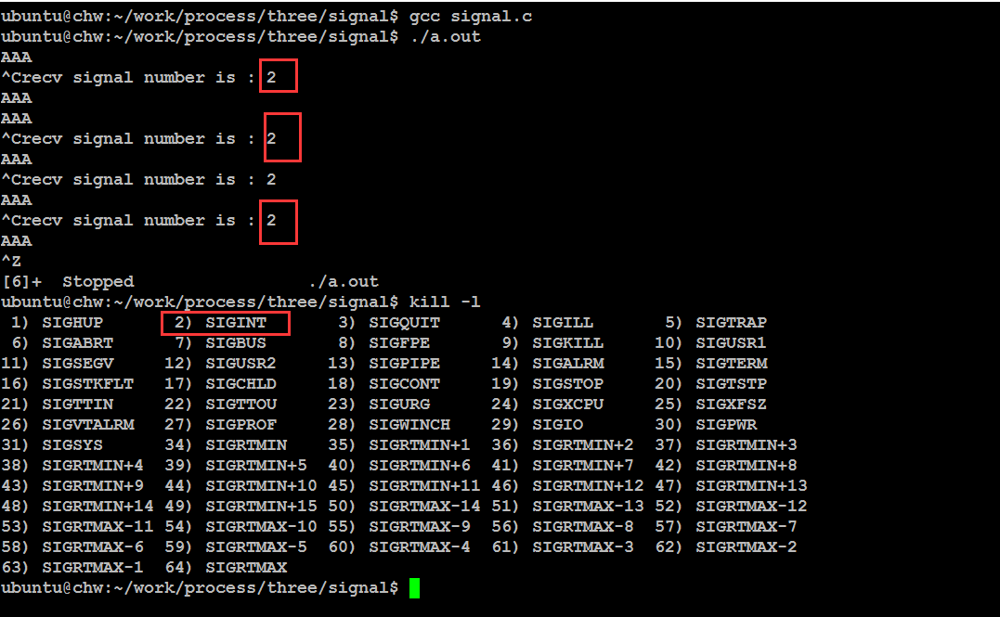 ubuntu@chw:~/work/process/three/signal$ gcc signal.c
ubuntu@chw:~/work/process/three/signal$ ./a.out
AAA
^Crecv signal number is : 2
AAA
AAA
^Crecv signal number is : 2
AAA
^Crecv signal number is : 2
AAA
^Crecv signal number is : 2
AAA
^Z
[6]+  Stopped                 ./a.out
ubuntu@chw:~/work/process/three/signal$ kill -l
 1) SIGHUP       2) SIGINT       3) SIGQUIT      4) SIGILL       5) SIGTRAP
 6) SIGABRT      7) SIGBUS       8) SIGFPE       9) SIGKILL     10) SIGUSR1
11) SIGSEGV     12) SIGUSR2     13) SIGPIPE     14) SIGALRM     15) SIGTERM
16) SIGSTKFLT   17) SIGCHLD     18) SIGCONT     19) SIGSTOP     20) SIGTSTP
21) SIGTTIN     22) SIGTTOU     23) SIGURG      24) SIGXCPU     25) SIGXFSZ
26) SIGVTALRM   27) SIGPROF     28) SIGWINCH    29) SIGIO       30) SIGPWR
31) SIGSYS      34) SIGRTMIN    35) SIGRTMIN+1  36) SIGRTMIN+2  37) SIGRTMIN+3
38) SIGRTMIN+4  39) SIGRTMIN+5  40) SIGRTMIN+6  41) SIGRTMIN+7  42) SIGRTMIN+8
43) SIGRTMIN+9  44) SIGRTMIN+10 45) SIGRTMIN+11 46) SIGRTMIN+12 47) SIGRTMIN+13
48) SIGRTMIN+14 49) SIGRTMIN+15 50) SIGRTMAX-14 51) SIGRTMAX-13 52) SIGRTMAX-12
53) SIGRTMAX-11 54) SIGRTMAX-10 55) SIGRTMAX-9  56) SIGRTMAX-8  57) SIGRTMAX-7
58) SIGRTMAX-6  59) SIGRTMAX-5  60) SIGRTMAX-4  61) SIGRTMAX-3  62) SIGRTMAX-2
63) SIGRTMAX-1  64) SIGRTMAX
ubuntu@chw:~/work/process/three/signal$